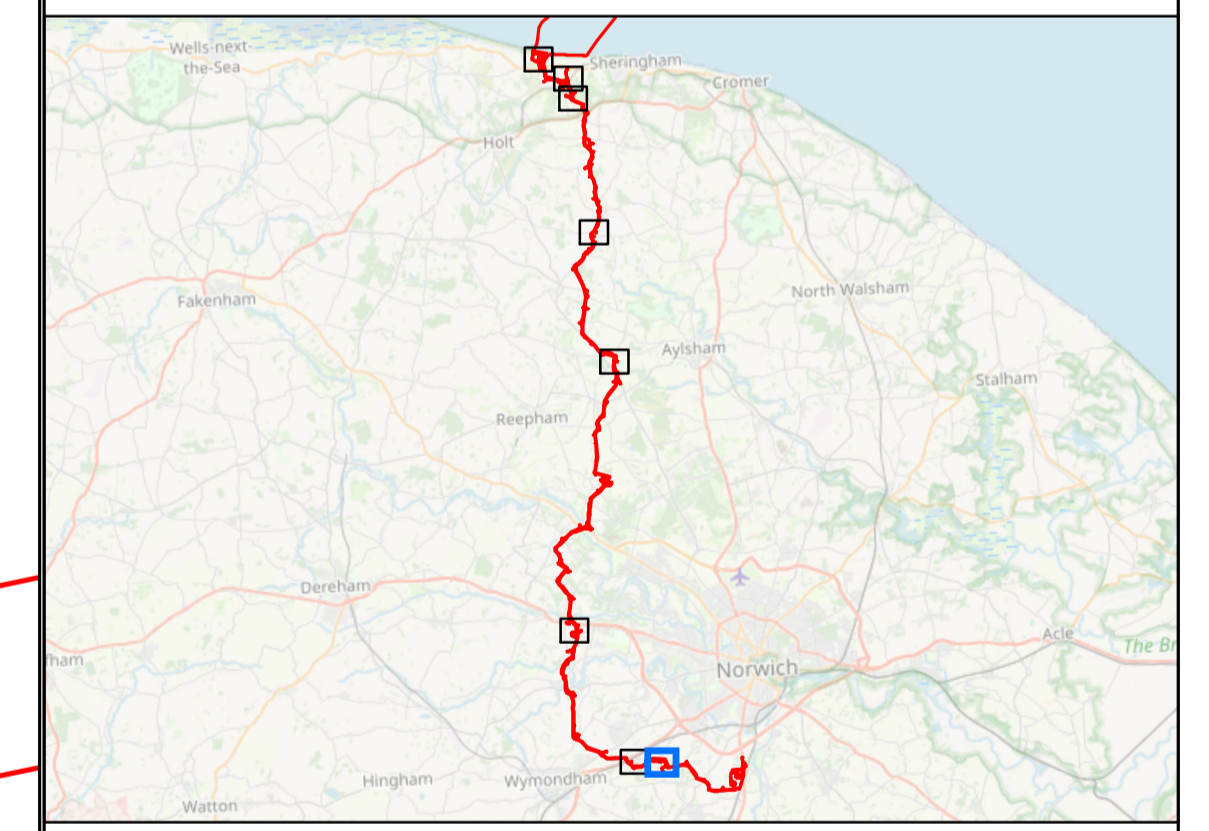 Wells-next-
the-Sea
Sheringham
Cromer
Holt
Fakenham
North Walsham
Aylsham
Stalham
Reepham
Dereham
Acle
The Br
fham
Norwich
Hingham
Wymondham
Watton